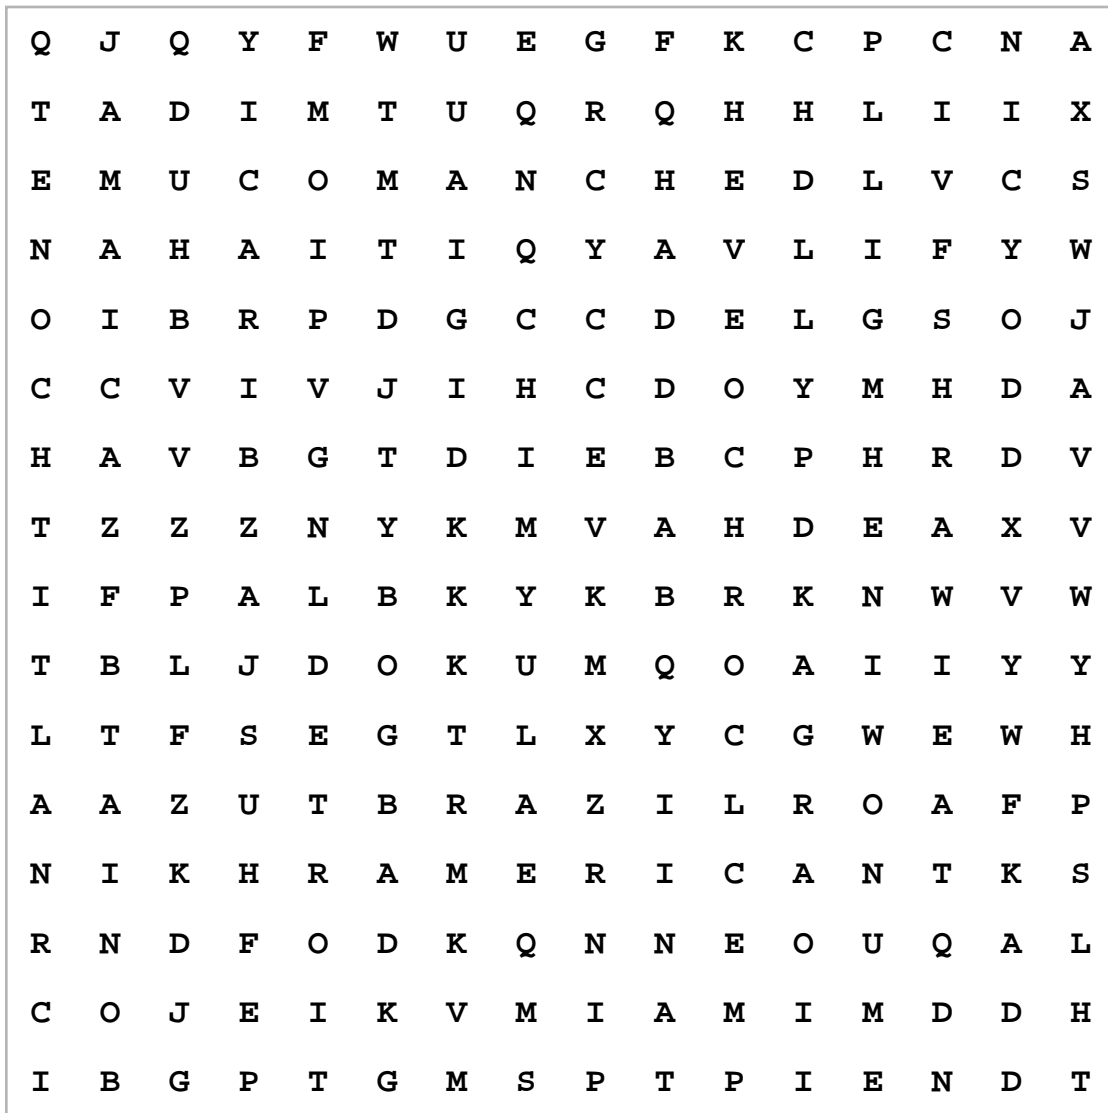 Q J Q Y F W U E G F K C P C N A
T A D I M T U Q R Q H H L I I X
E M U C O M A N C H E D L V C S
N A H A I T I Q Y A V L I F Y W
O I B R P D G C C D E L G S O J
C C V I V J I H C D O Y M H D A
H A V B G T D I E B C P H R D V
T Z Z Z N Y K M V A H D E A X V
I F P A L B K Y K B R K N W V W
T B L J D O K U M Q O A I I Y Y
L T F S E G T L X Y C G W E W H
A A Z U T B R A Z I L R O A F P
N I K H R A M E R I C A N T K S
R N D F O D K Q N N E O U Q A L
C O J E I K V M I A M I M D D H
I B G P T G M S P T P I E N D T